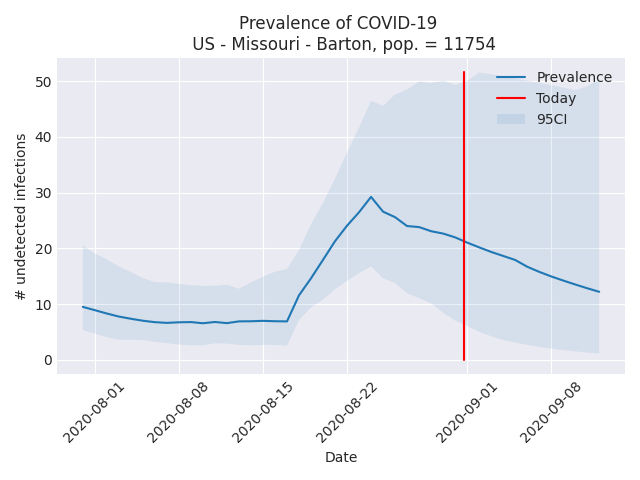 Prevalence of COVID-19
US - Missouri - Barton, pop. = 11754
# undetected infections
50
40
30
20
10
0
Prevalence
Today
95CI
2020-08-01
2020-08-08
2020-08-15
2020-08-22
2020-09-01
2020-09-08
Date